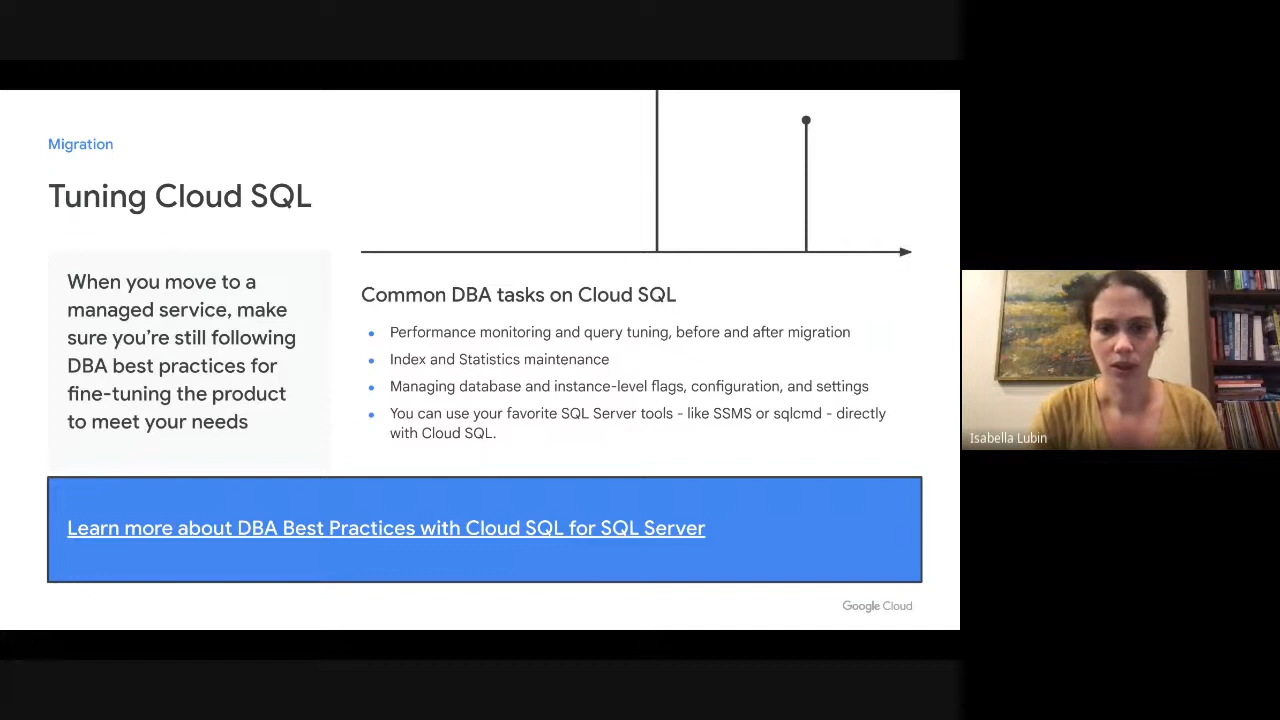 Migration
Tuning Cloud SQL
When you move to a
managed service, make
sure you’re still following
DBA best practices for
fine-tuning the product
to meet your needs
Common DBA tasks on Cloud SQL
• Performance monitoring and query tuning, before and after migration
• Index and Statistics maintenance
• Managing database and instance-level flags, configuration, and settings
• You can use your favorite SQL Server tools - like SSMS or sqlcmd - directly
with Cloud SQL.
Learn more about DBA Best Practices with Cloud SQL for SQL Server
Google Cloud
Isabella Lubin